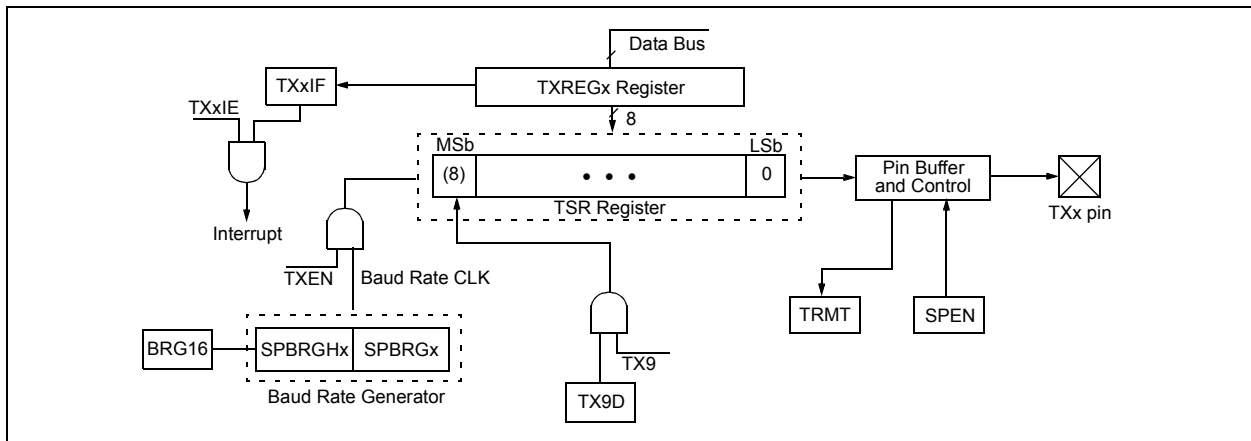 Data Bus
TXxIF
TXREGx Register
TXxIE
8
MSb
LSb
(8)
• • •
0
TSR Register
Pin Buffer
and Control
TXx pin
Interrupt
TXEN
Baud Rate CLK
TRMT
SPEN
BRG16
SPBRGHx
SPBRGx
TX9
Baud Rate Generator
TX9D